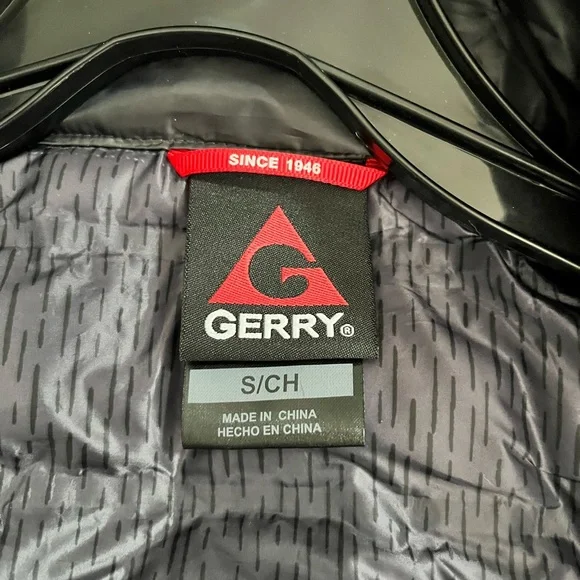 SINCE 1946
G
GERRY®
S/CH
MADE IN CHINA
HECHO EN CHINA